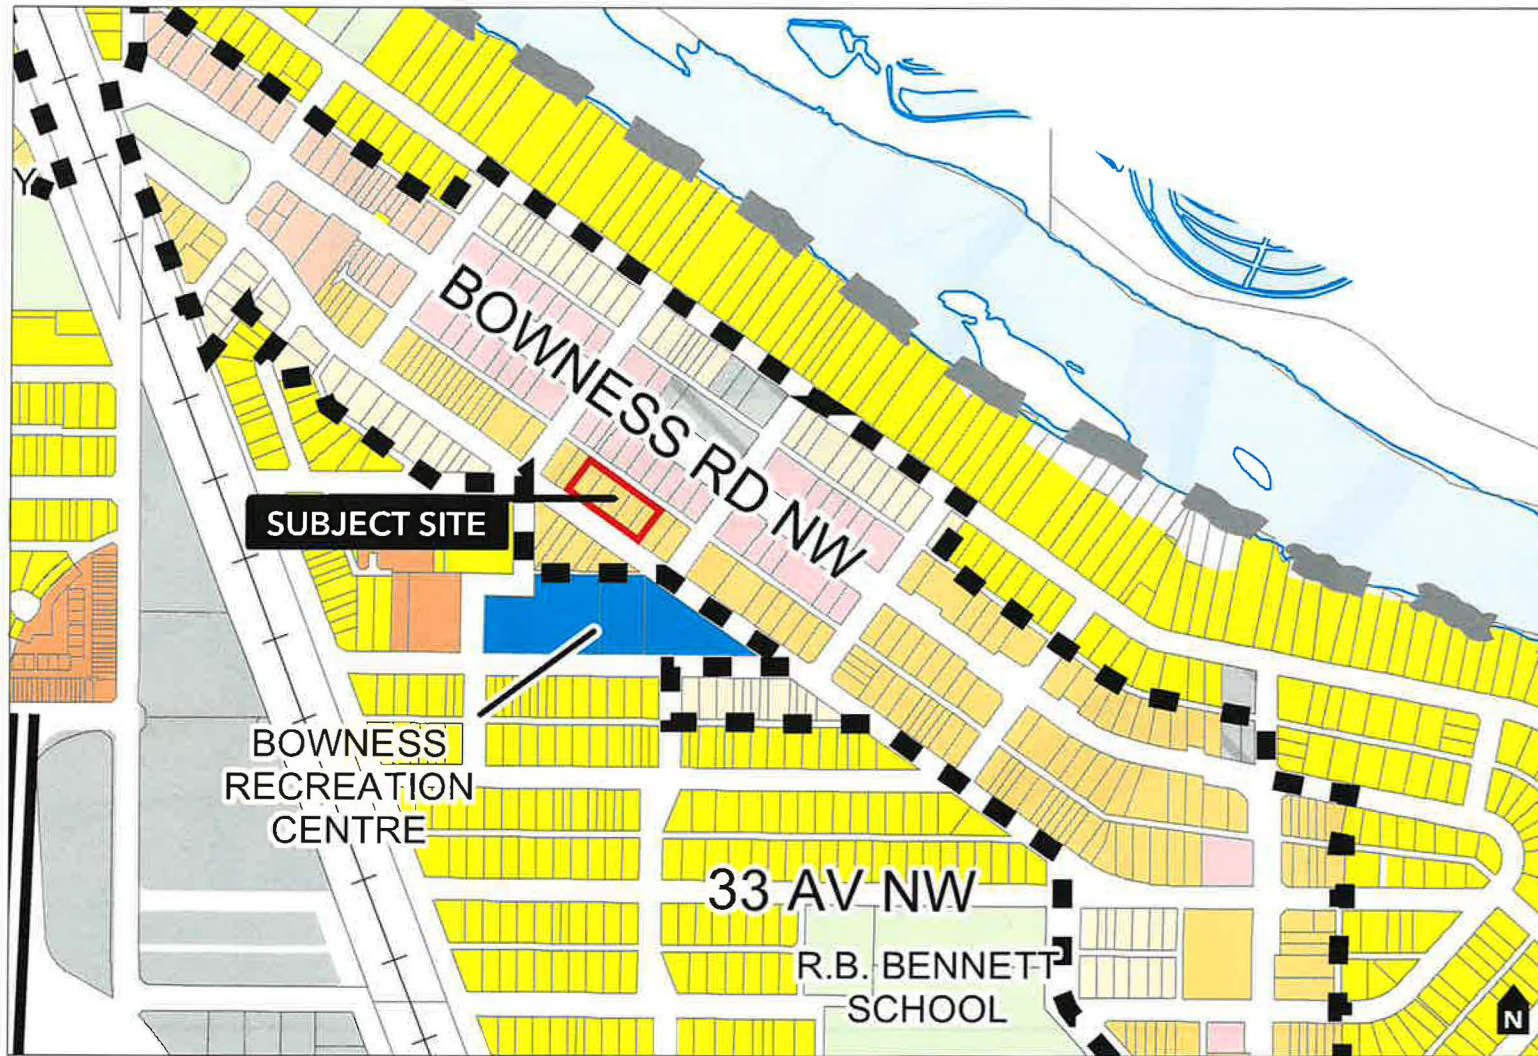 Y
BOWNESS RD NW
SUBJECT SITE
BOWNESS
RECREATION
CENTRE
33 AV NW
R.B. BENNETT
SCHOOL
N